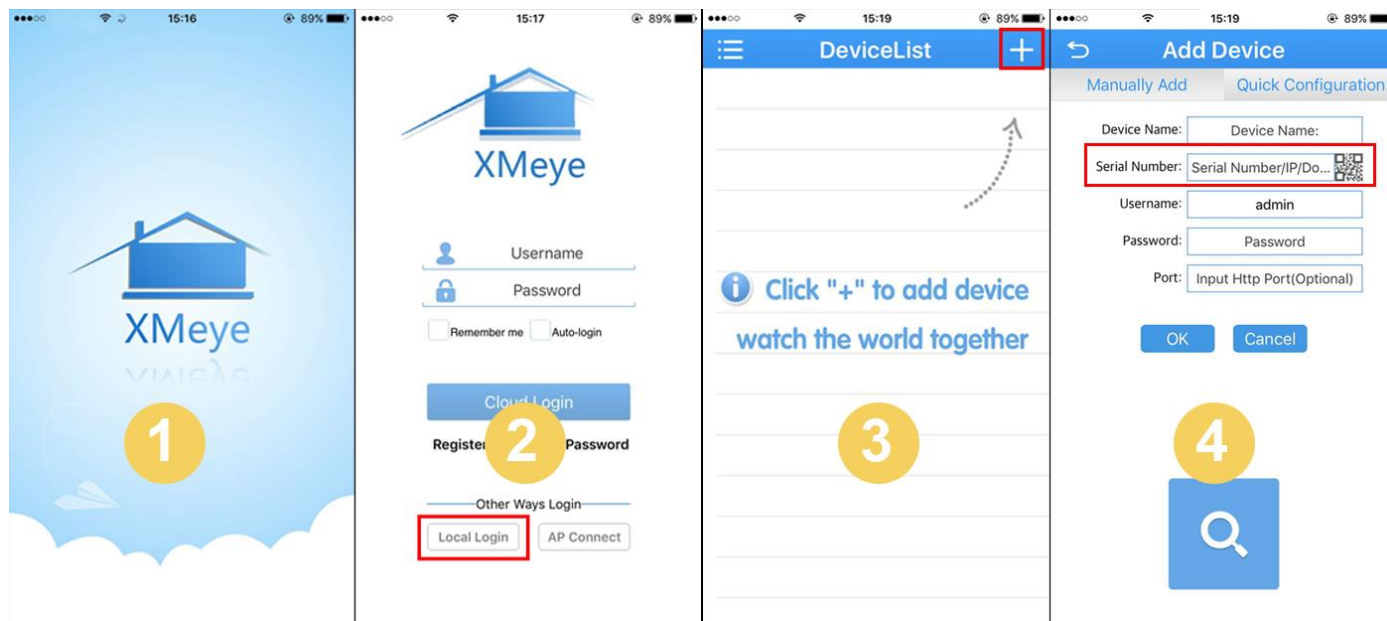 15:16
89%
XMeye
1
15:17
89%
XMeye
Username
Password
Remember me
Auto-login
Cloud Login
Register
Password
2
Other Ways Login
Local Login
AP Connect
15:19
89%
DeviceList
+
Click "+" to add device
watch the world together
3
15:19
89%
Add Device
Manually Add
Quick Configuration
Device Name:
Device Name:
Serial Number:
Serial Number/IP/Do...
Username:
admin
Password:
Password
Port:
Input Http Port(Optional)
OK
Cancel
4